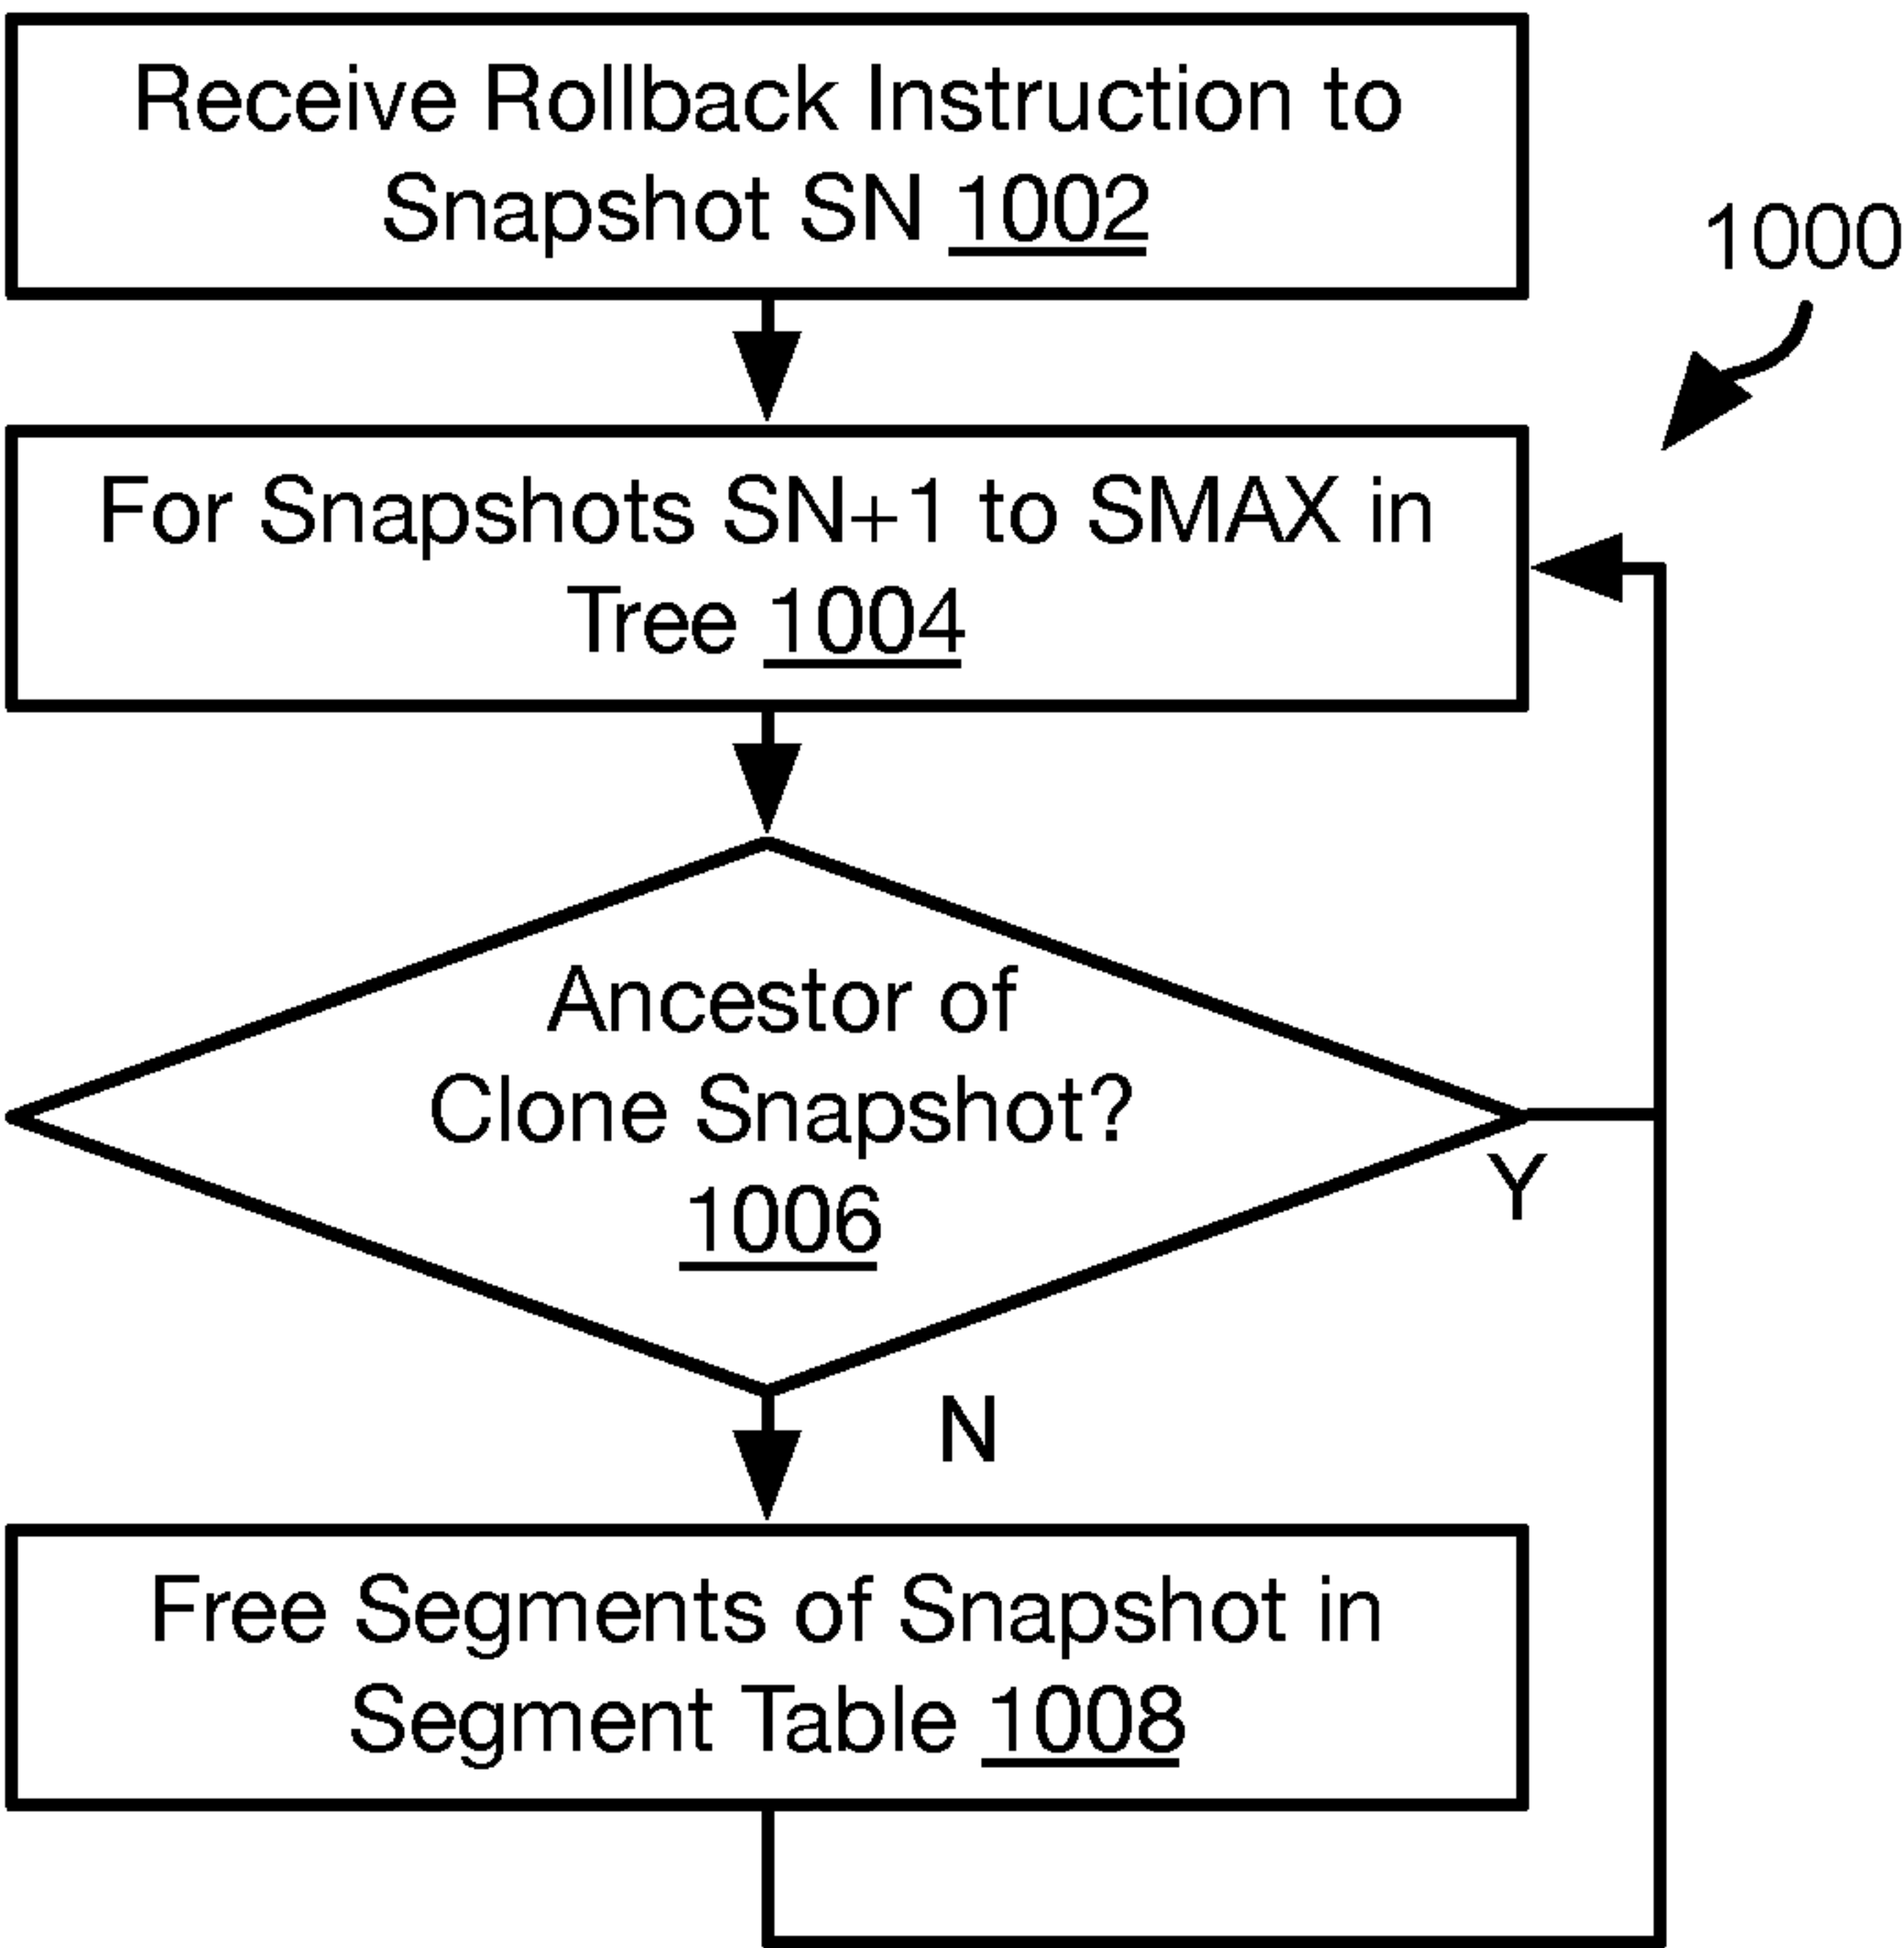 Receive Rollback Instruction to
Snapshot SN 1002
1000
For Snapshots SN+1 to SMAX in
Tree 1004
Ancestor of
Clone Snapshot?
1006
Y
N
Free Segments of Snapshot in
Segment Table 1008